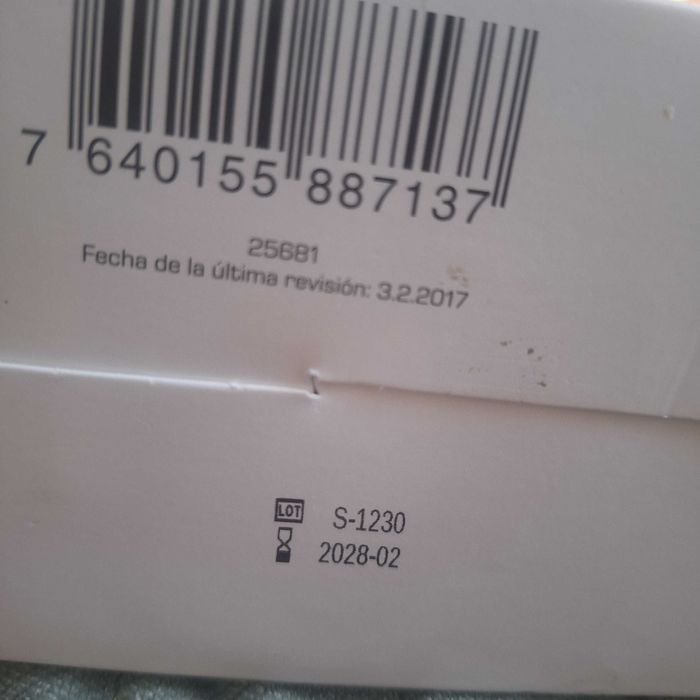 7 640155 887137
25681
Fecha de la última revisión: 3.2.2017
LOT S-1230
2028-02